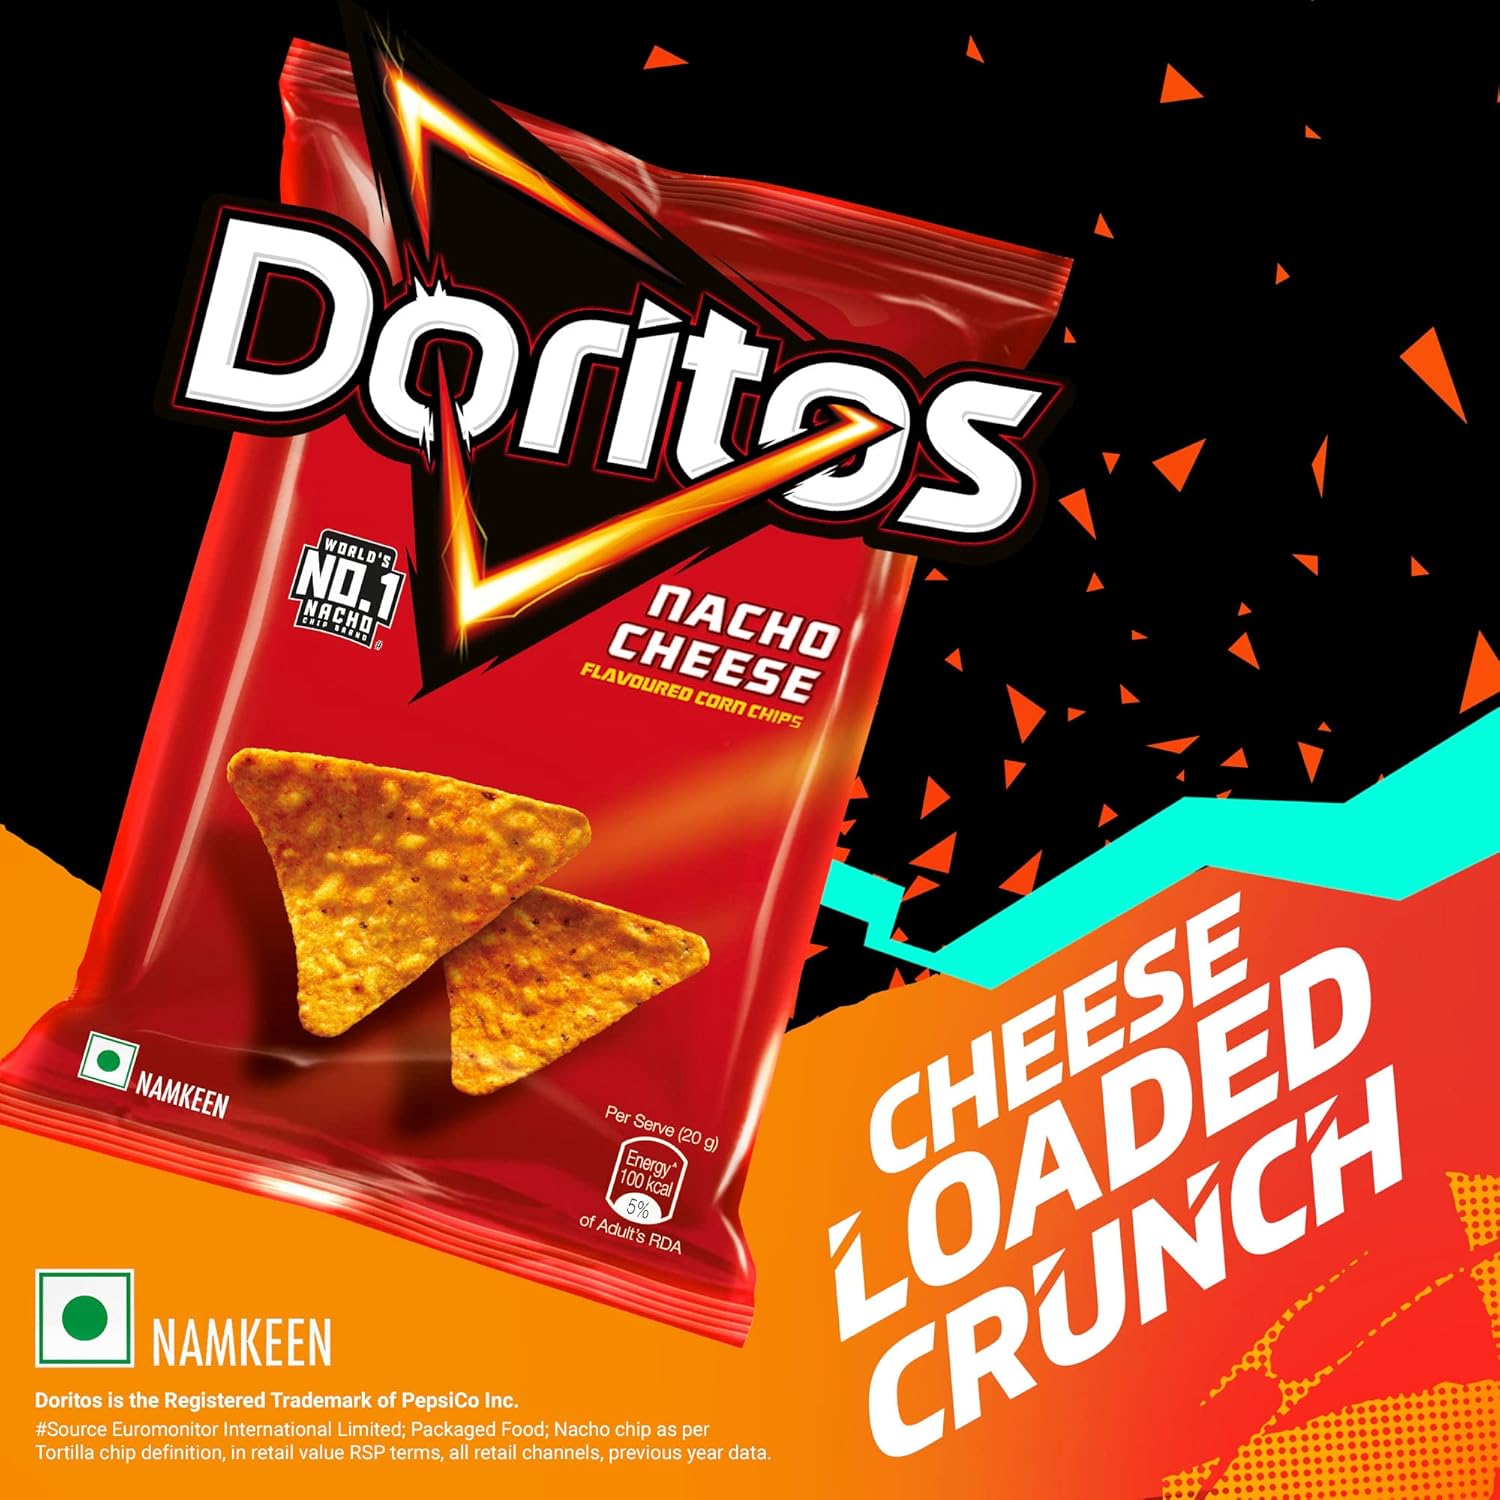 Doritos
WORLD'S
NO.1
NACHO
CHIP BRAND
#
NACHO
CHEESE
FLAVOURED CORN CHIPS
NAMKEEN
Per Serve (20 g)
Energy^
100 kcal
5%
of Adult's RDA
CHEESE
LOADED
CRUNCH
NAMKEEN
Doritos is the Registered Trademark of PepsiCo Inc.
#Source Euromonitor International Limited; Packaged Food; Nacho chip as per
Tortilla chip definition, in retail value RSP terms, all retail channels, previous year data.